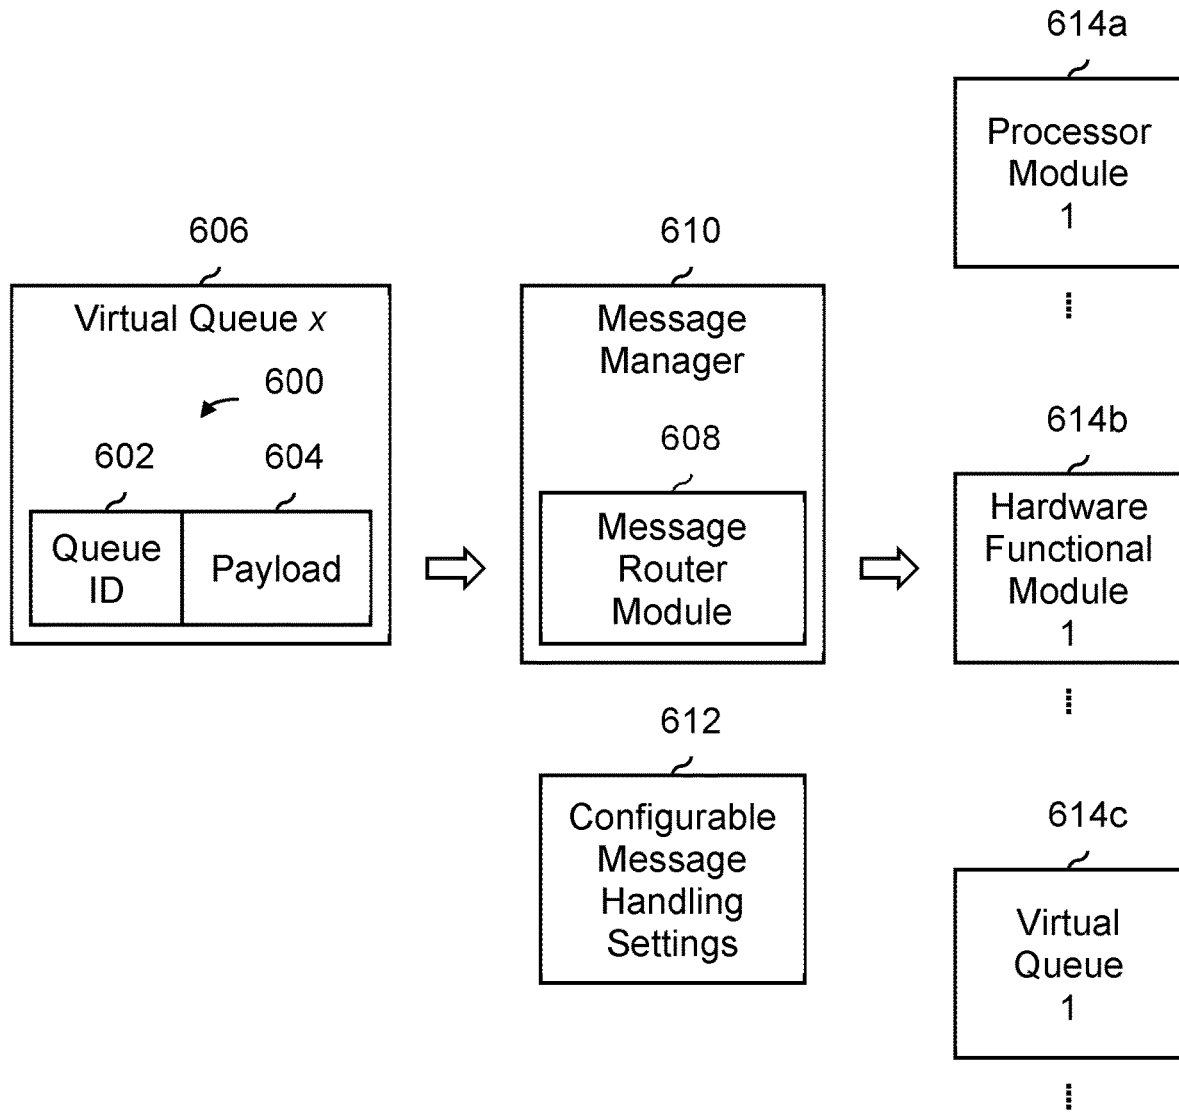 606
Virtual Queue x
600
602
604
Queue
ID
Payload
610
Message
Manager
608
Message
Router
Module
612
Configurable
Message
Handling
Settings
614a
Processor
Module
1
614b
Hardware
Functional
Module
1
614c
Virtual
Queue
1